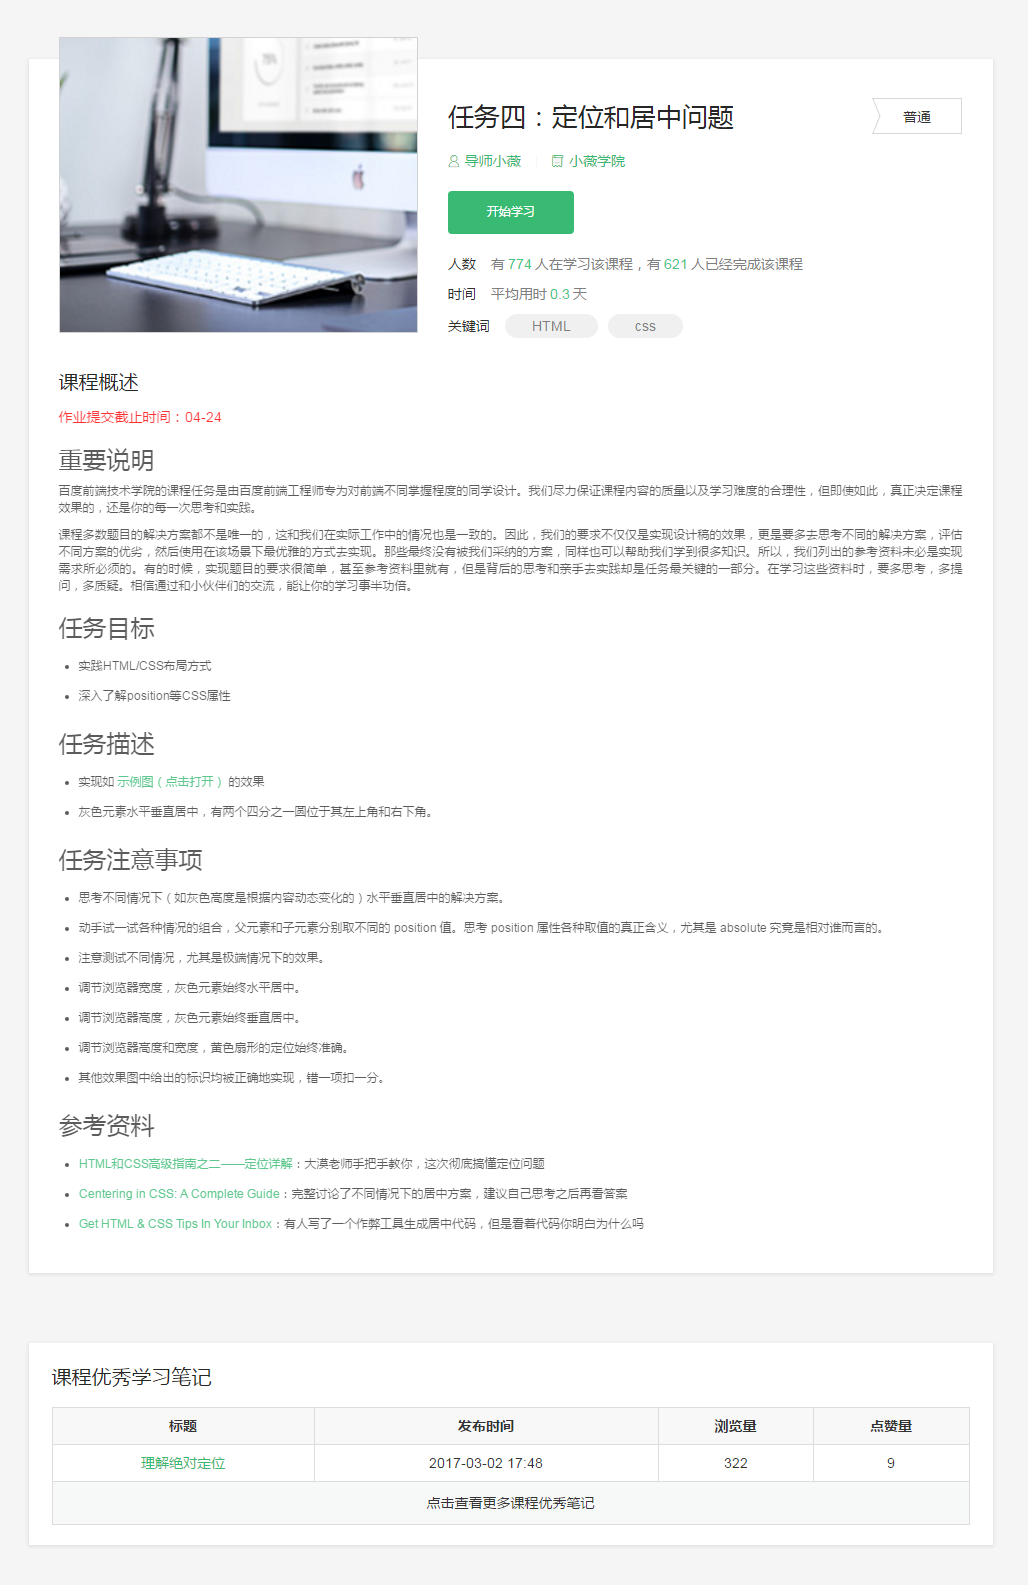 任务四：定位和居中问题
普通
导师小薇 小薇学院
开始学习
人数 有 774 人在学习该课程，有 621 人已经完成该课程
时间 平均用时 0.3 天
关键词 HTML css
课程概述
作业提交截止时间：04-24
重要说明
百度前端技术学院的课程任务是由百度前端工程师专为对前端不同掌握程度的同学设计。我们尽力保证课程内容的质量以及学习难度的合理性，但即使如此，真正决定课程
效果的，还是你的每一次思考和实践。
课程多数题目的解决方案都不是唯一的，这和我们在实际工作中的情况也是一致的。因此，我们的要求不仅仅是实现设计稿的效果，更是要多去思考不同的解决方案，评估
不同方案的优劣，然后使用在该场景下最优雅的方式去实现。那些最终没有被我们采纳的方案，同样也可以帮助我们学到很多知识。所以，我们列出的参考资料未必是实现
需求所必须的。有的时候，实现题目的要求很简单，甚至参考资料里就有，但是背后的思考和亲手去实践却是任务最关键的一部分。在学习这些资料时，要多思考，多提
问，多质疑。相信通过和小伙伴们的交流，能让你的学习事半功倍。
任务目标
实践HTML/CSS布局方式
深入了解position等CSS属性
任务描述
实现如 示例图（点击打开） 的效果
灰色元素水平垂直居中，有两个四分之一圆位于其左上角和右下角。
任务注意事项
思考不同情况下（如灰色高度是根据内容动态变化的）水平垂直居中的解决方案。
动手试一试各种情况的组合，父元素和子元素分别取不同的 position 值。思考 position 属性各种取值的真正含义，尤其是 absolute 究竟是相对谁而言的。
注意测试不同情况，尤其是极端情况下的效果。
调节浏览器宽度，灰色元素始终水平居中。
调节浏览器高度，灰色元素始终垂直居中。
调节浏览器高度和宽度，黄色扇形的定位始终准确。
其他效果图中给出的标识均被正确地实现，错一项扣一分。
参考资料
HTML和CSS高级指南之二——定位详解：大漠老师手把手教你，这次彻底搞懂定位问题
Centering in CSS: A Complete Guide：完整讨论了不同情况下的居中方案，建议自己思考之后再看答案
Get HTML & CSS Tips In Your Inbox：有人写了一个作弊工具生成居中代码，但是看着代码你明白为什么吗
课程优秀学习笔记
标题 发布时间 浏览量 点赞量
理解绝对定位 2017-03-02 17:48 322 9
点击查看更多课程优秀笔记